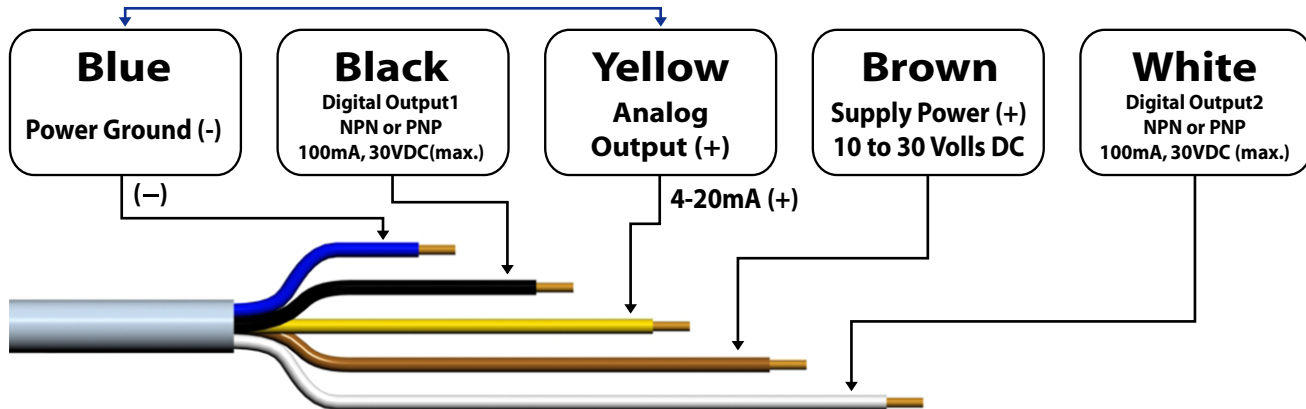 Blue
Power Ground (-)
Black
Digital Output1
NPN or PNP
100mA, 30VDC(max.)
Yellow
Analog
Output (+)
Brown
Supply Power (+)
10 to 30 Volls DC
White
Digital Output2
NPN or PNP
100mA, 30VDC (max.)
(–)
4-20mA (+)